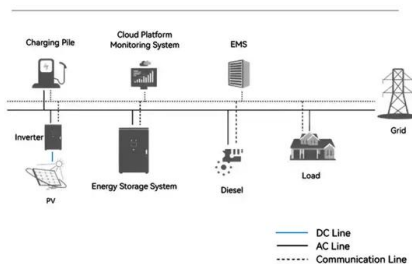 Charging Pile
Cloud Platform
Monitoring System
EMS
Grid
Inverter
PV
Energy Storage System
Diesel
Load
DC Line
AC Line
Communication Line